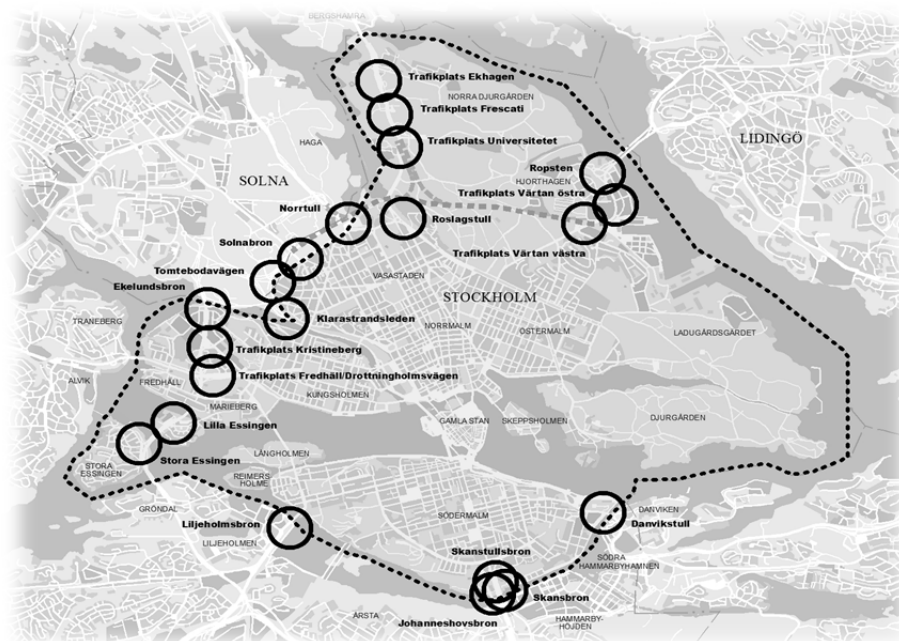 BERGSHAMRA
Trafikplats Ekhagen
NORRA DJURGÅRDEN
Trafikplats Frescati
HAGA
Trafikplats Universitetet
LIDINGÖ
Ropsten
SOLNA
HJORTHAGEN
Trafikplats Värtan östra
Norrtull
Roslagstull
Solnabron
Trafikplats Värtan västra
Tomtebodavägen
VASASTADEN
Ekelundsbron
STOCKHOLM
TRANEBERG
Klarastrandsleden
NORRMALM
ÖSTERMALM
LADUGÅRDSGÄRDET
Trafikplats Kristineberg
ALVIK
FREDHÄLL
Trafikplats Fredhäll/Drottningholmsvägen
KUNGSHOLMEN
MARIEBERG
Lilla Essingen
GAMLA STAN
SKEPPSHOLMEN
DJURGÅRDEN
LÅNGHOLMEN
Stora Essingen
STORA
ESSINGEN
REIMERS
HOLME
GRÖNDAL
DANVIKEN
SÖDERMALM
Liljeholmsbron
Danvikstull
LILJEHOLMEN
Skanstullsbron
SÖDRA
HAMMARBYHAMNEN
Skansbron
ÅRSTA
Johanneshovsbron
HAMMARBY-
HÖJDEN